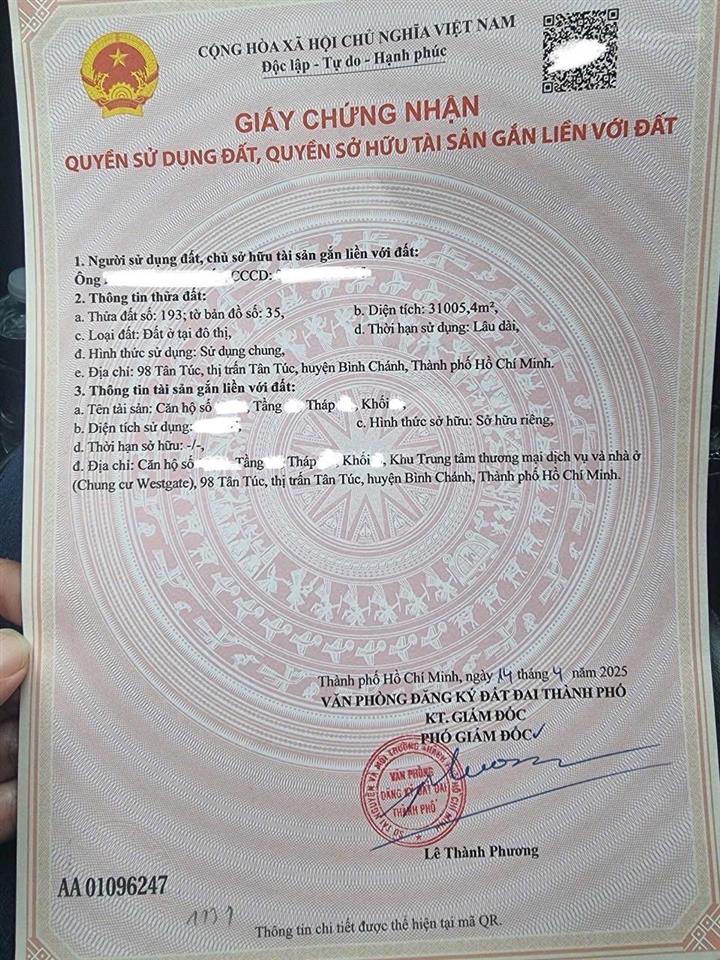 CỘNG HÒA XÃ HỘI CHỦ NGHĨA VIỆT NAM
Độc lập - Tự do - Hạnh phúc
GIẤY CHỨNG NHẬN
QUYỀN SỬ DỤNG ĐẤT, QUYỀN SỞ HỮU TÀI SẢN GẮN LIỀN VỚI ĐẤT
1. Người sử dụng đất, chủ sở hữu tài sản gắn liền với đất:
Ông CCCD:
2. Thông tin thửa đất:
a. Thửa đất số: 193; tờ bản đồ số: 35, b. Diện tích: 31005,4m²,
c. Loại đất: Đất ở tại đô thị, d. Thời hạn sử dụng: Lâu dài,
đ. Hình thức sử dụng: Sử dụng chung,
e. Địa chỉ: 98 Tân Túc, thị trấn Tân Túc, huyện Bình Chánh, Thành phố Hồ Chí Minh.
3. Thông tin tài sản gắn liền với đất:
a. Tên tài sản: Căn hộ số , Tầng Tháp , Khối ,
b. Diện tích sử dụng: c. Hình thức sở hữu: Sở hữu riêng,
d. Thời hạn sở hữu: -/-,
đ. Địa chỉ: Căn hộ số Tầng Tháp , Khối , Khu Trung tâm thương mại dịch vụ và nhà ở
(Chung cư Westgate), 98 Tân Túc, thị trấn Tân Túc, huyện Bình Chánh, Thành phố Hồ Chí Minh.
Thành phố Hồ Chí Minh, ngày 14 tháng 4 năm 2025
VĂN PHÒNG ĐĂNG KÝ ĐẤT ĐAI THÀNH PHỐ
KT. GIÁM ĐỐC
PHÓ GIÁM ĐỐC
SỞ TÀI NGUYÊN VÀ MÔI TRƯỜNG THÀNH PHỐ HỒ CHÍ MINH
VĂN PHÒNG
ĐĂNG KÝ ĐẤT ĐAI
THÀNH PHỐ
Lê Thành Phương
AA 01096247
Thông tin chi tiết được thể hiện tại mã QR.